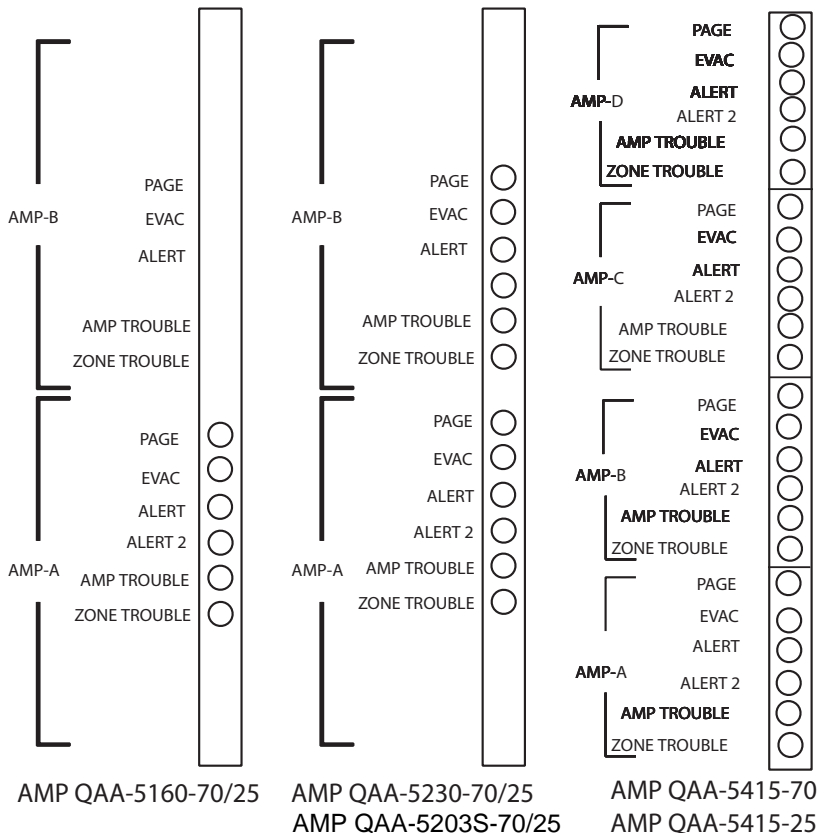 AMP-B
PAGE
EVAC
ALERT
AMP TROUBLE
ZONE TROUBLE
AMP-A
PAGE
EVAC
ALERT
ALERT 2
AMP TROUBLE
ZONE TROUBLE
AMP QAA-5160-70/25
AMP-B
PAGE
EVAC
ALERT
AMP TROUBLE
ZONE TROUBLE
AMP-A
PAGE
EVAC
ALERT
ALERT 2
AMP TROUBLE
ZONE TROUBLE
AMP QAA-5230-70/25
AMP QAA-5203S-70/25
AMP-D
PAGE
EVAC
ALERT
ALERT 2
AMP TROUBLE
ZONE TROUBLE
AMP-C
PAGE
EVAC
ALERT
ALERT 2
AMP TROUBLE
ZONE TROUBLE
AMP-B
PAGE
EVAC
ALERT
ALERT 2
AMP TROUBLE
ZONE TROUBLE
AMP-A
PAGE
EVAC
ALERT
ALERT 2
AMP TROUBLE
ZONE TROUBLE
AMP QAA-5415-70
AMP QAA-5415-25